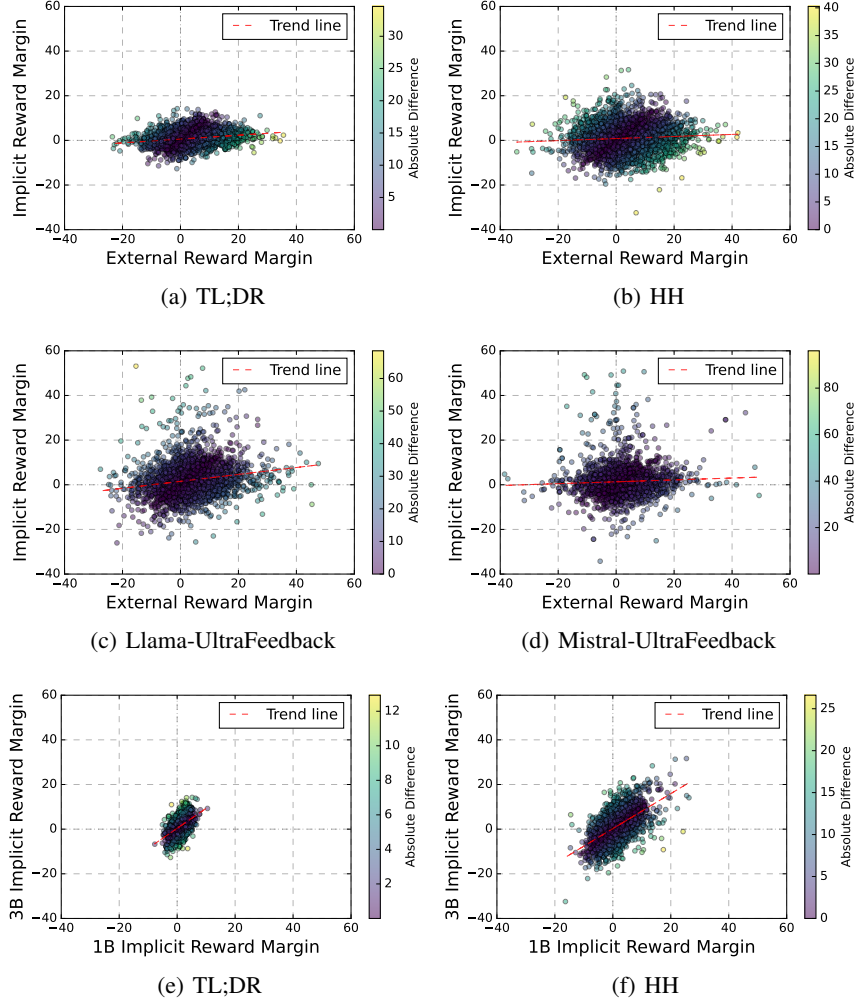 Trend line
Implicit Reward Margin
60
40
20
0
−20
−40
−40 −20 0 20 40 60
External Reward Margin
30
25
20
15
10
5
Absolute Difference
(a) TL;DR
Trend line
Implicit Reward Margin
60
40
20
0
−20
−40
−40 −20 0 20 40 60
External Reward Margin
40
35
30
25
20
15
10
5
0
Absolute Difference
(b) HH
Trend line
Implicit Reward Margin
60
40
20
0
−20
−40
−40 −20 0 20 40 60
External Reward Margin
60
50
40
30
20
10
0
Absolute Difference
(c) Llama-UltraFeedback
Trend line
Implicit Reward Margin
60
40
20
0
−20
−40
−40 −20 0 20 40 60
External Reward Margin
80
60
40
20
Absolute Difference
(d) Mistral-UltraFeedback
Trend line
3B Implicit Reward Margin
60
40
20
0
−20
−40
−40 −20 0 20 40 60
1B Implicit Reward Margin
12
10
8
6
4
2
Absolute Difference
(e) TL;DR
Trend line
3B Implicit Reward Margin
60
40
20
0
−20
−40
−40 −20 0 20 40 60
1B Implicit Reward Margin
25
20
15
10
5
0
Absolute Difference
(f) HH